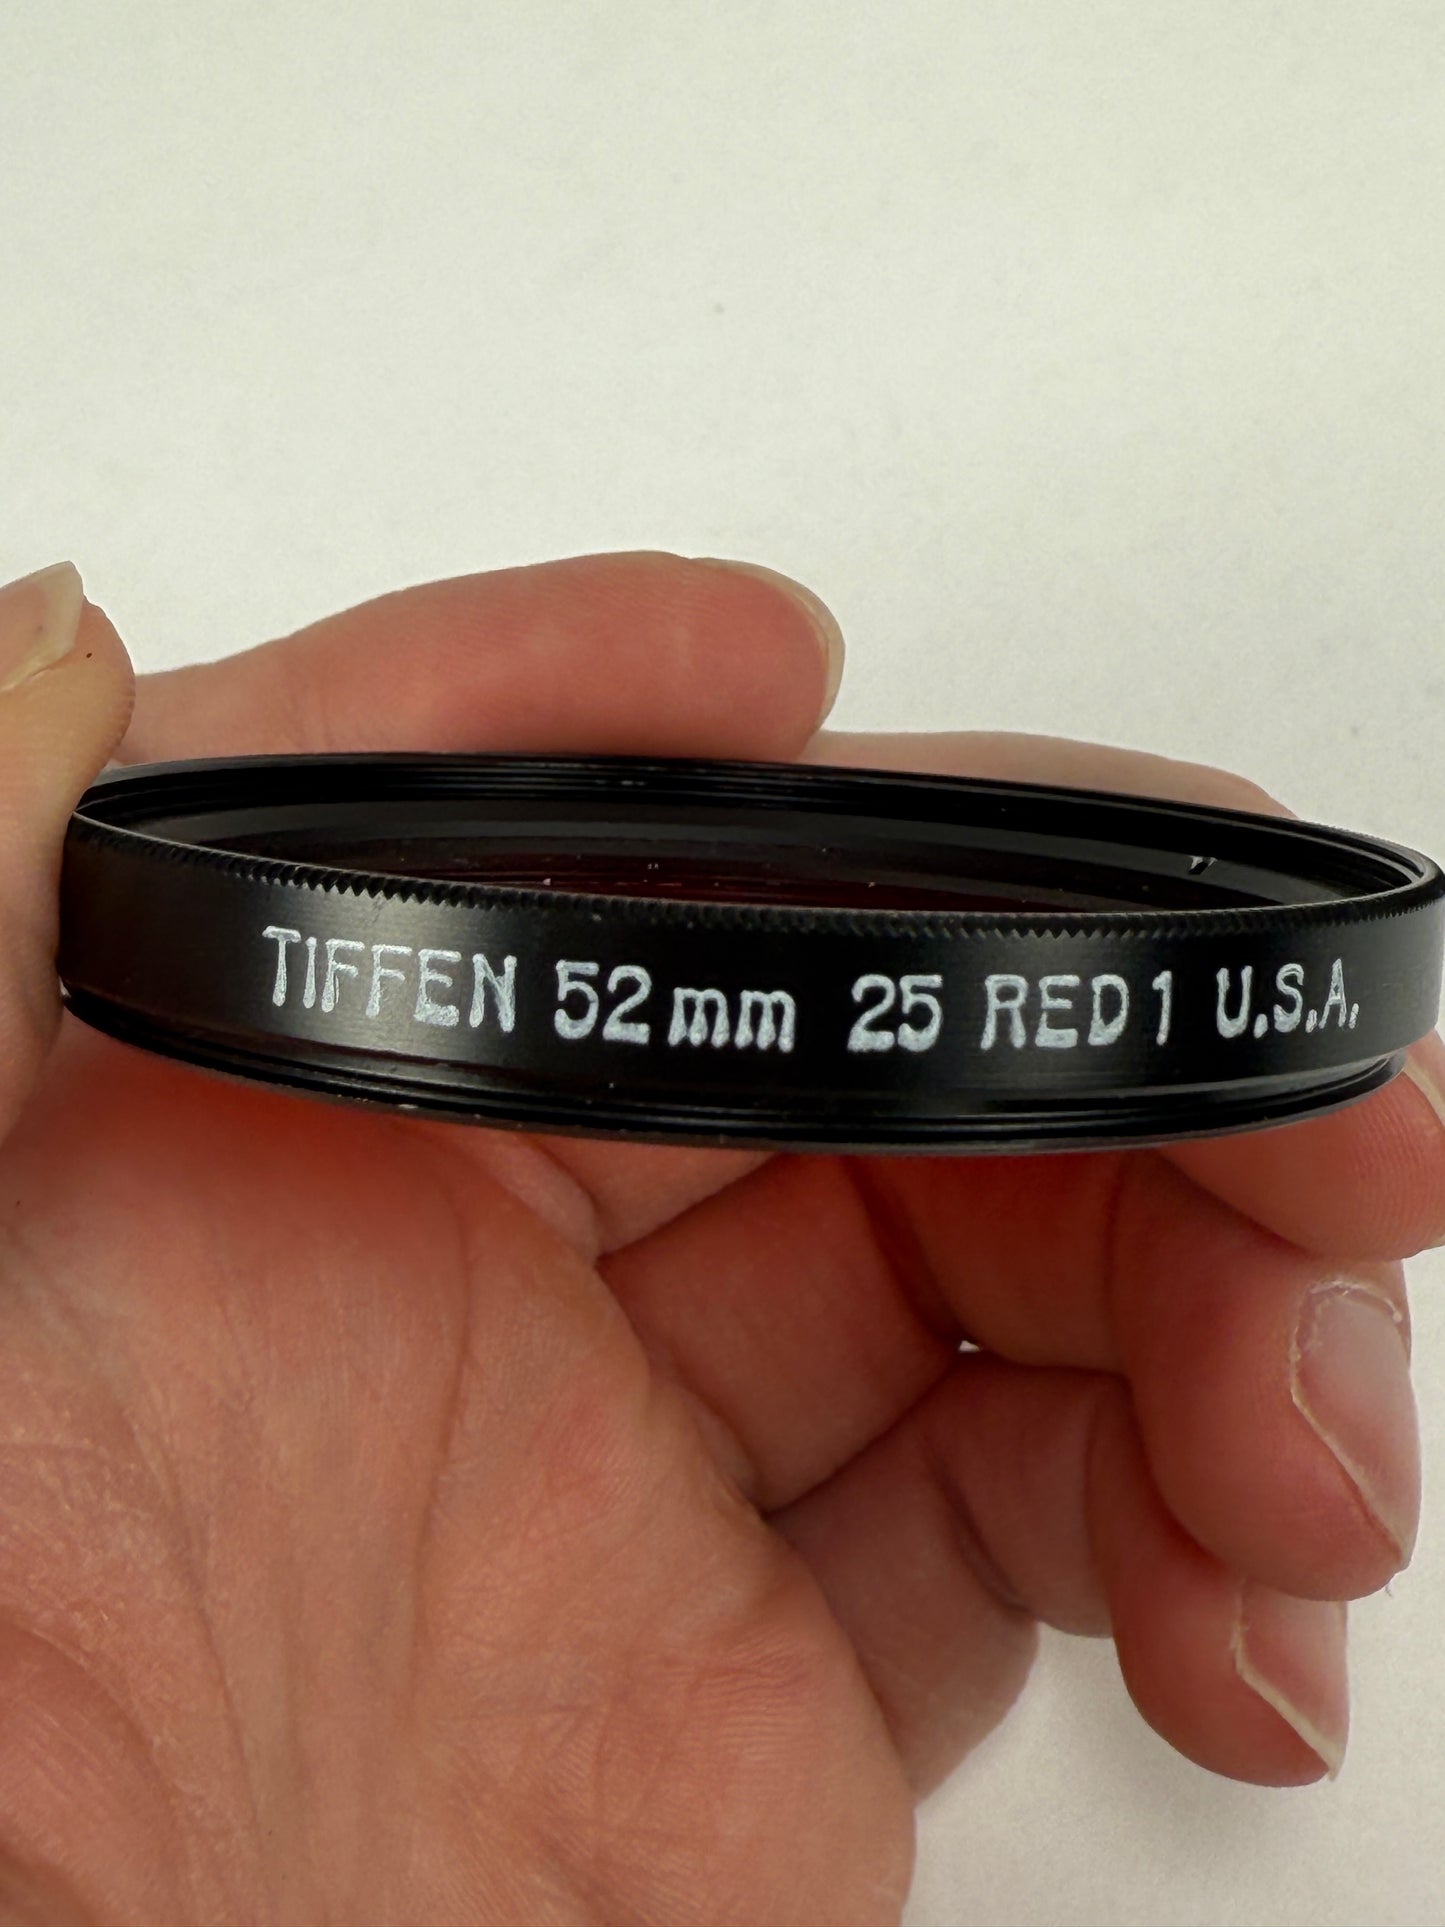 TIFFEN 52mm 25 RED 1 U.S.A.